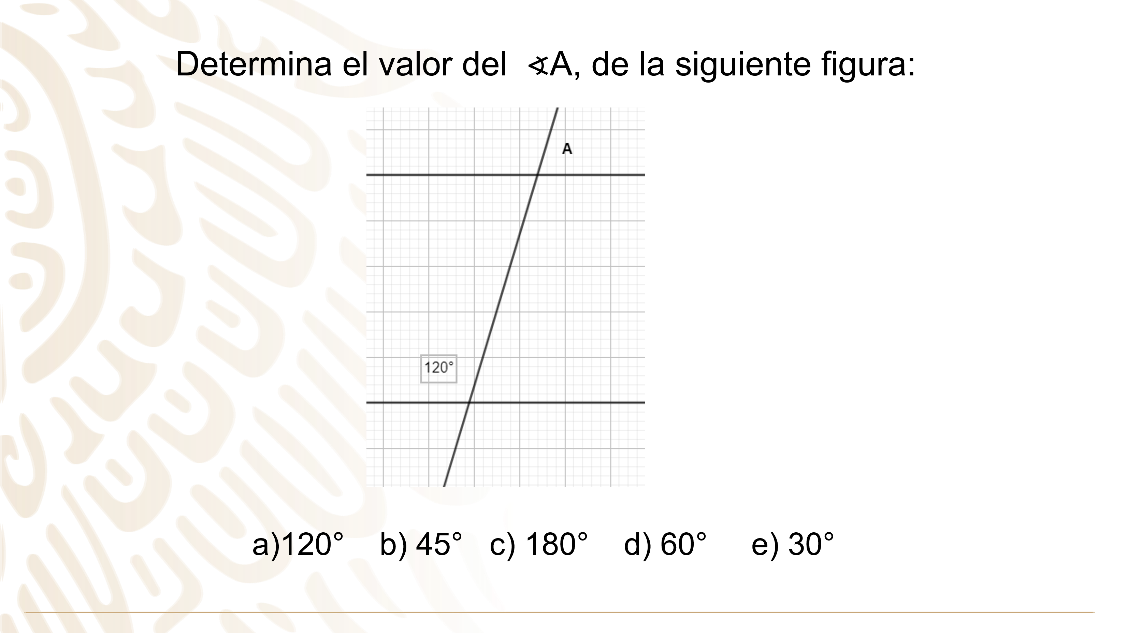 Determina el valor del ∢A, de la siguiente figura:
A
120°
a)120° b) 45° c) 180° d) 60° e) 30°